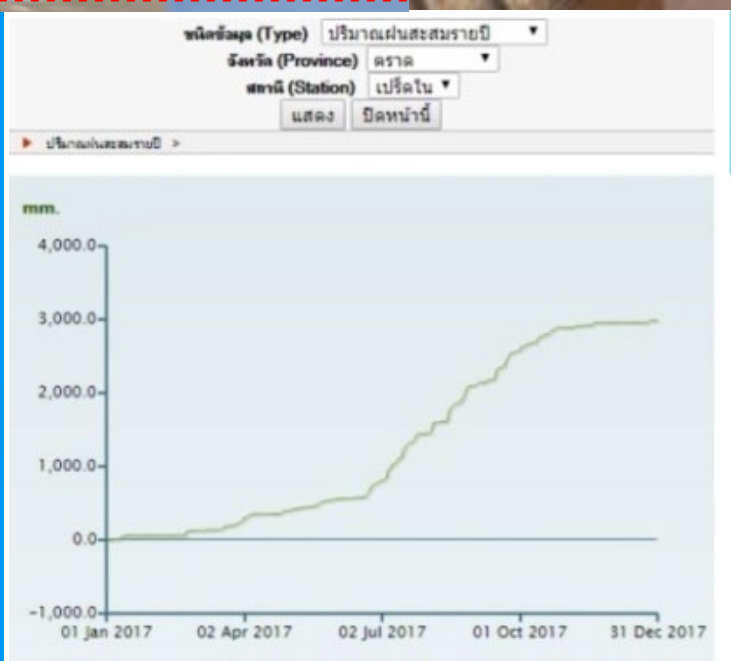 ชนิดข้อมูล (Type) ปริมาณฝนสะสมรายปี
จังหวัด (Province) ตราด
สถานี (Station) เปร็ดใน
แสดง ปิดหน้านี้
ปริมาณฝนสะสมรายปี >
mm.
4,000.0
3,000.0
2,000.0
1,000.0
0.0
-1,000.0
01 Jan 2017 02 Apr 2017 02 Jul 2017 01 Oct 2017 31 Dec 2017